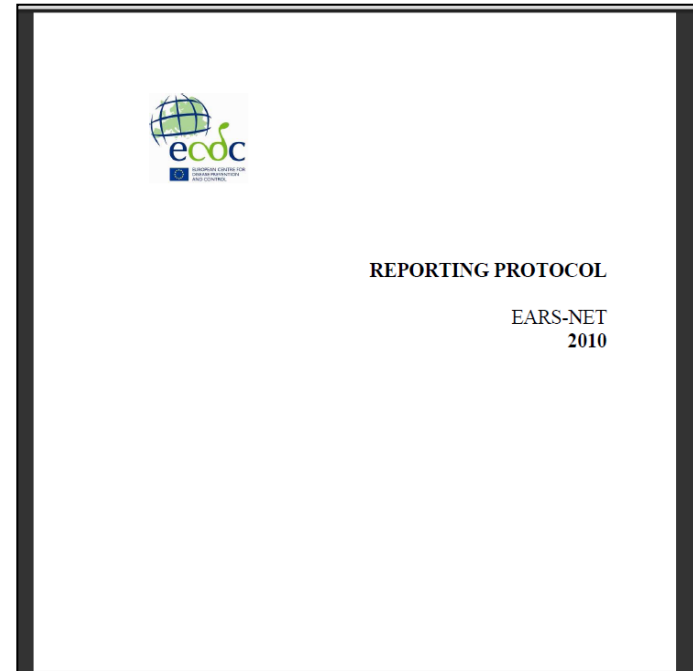 ecdc
EUROPEAN CENTRE FOR
DISEASE PREVENTION
AND CONTROL
REPORTING PROTOCOL
EARS-NET
2010